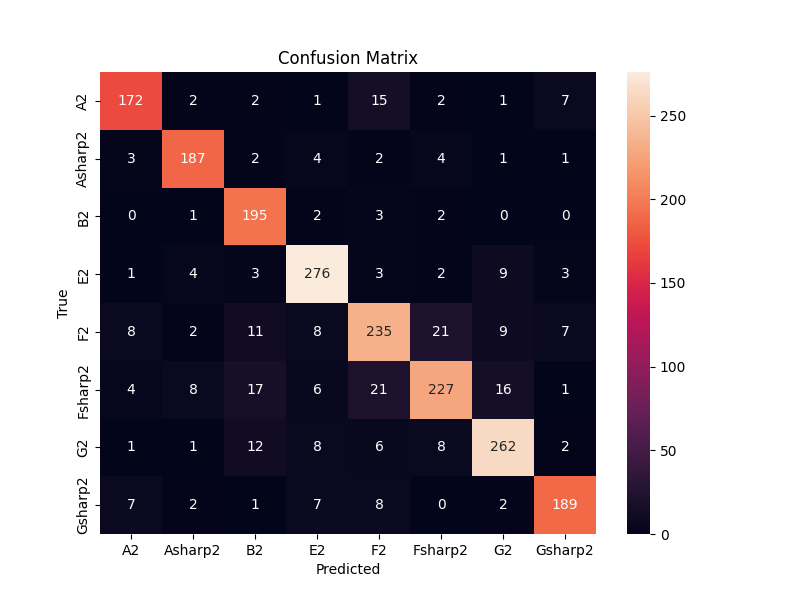 Confusion Matrix
A2 172 2 2 1 15 2 1 7
Asharp2 3 187 2 4 2 4 1 1
B2 0 1 195 2 3 2 0 0
E2 1 4 3 276 3 2 9 3
F2 8 2 11 8 235 21 9 7
Fsharp2 4 8 17 6 21 227 16 1
G2 1 1 12 8 6 8 262 2
Gsharp2 7 2 1 7 8 0 2 189
A2 Asharp2 B2 E2 F2 Fsharp2 G2 Gsharp2
Predicted
True
250
200
150
100
50
0